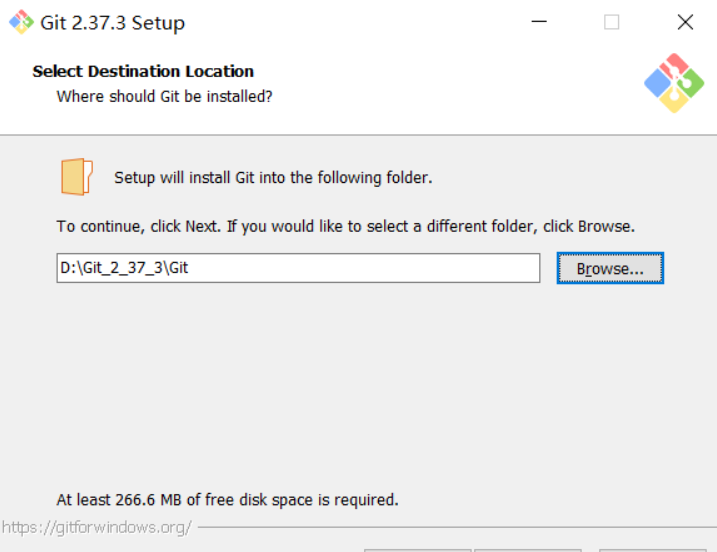 Git 2.37.3 Setup
Select Destination Location
Where should Git be installed?
Setup will install Git into the following folder.
To continue, click Next. If you would like to select a different folder, click Browse.
D:\Git_2_37_3\Git
Browse...
At least 266.6 MB of free disk space is required.
https://gitforwindows.org/